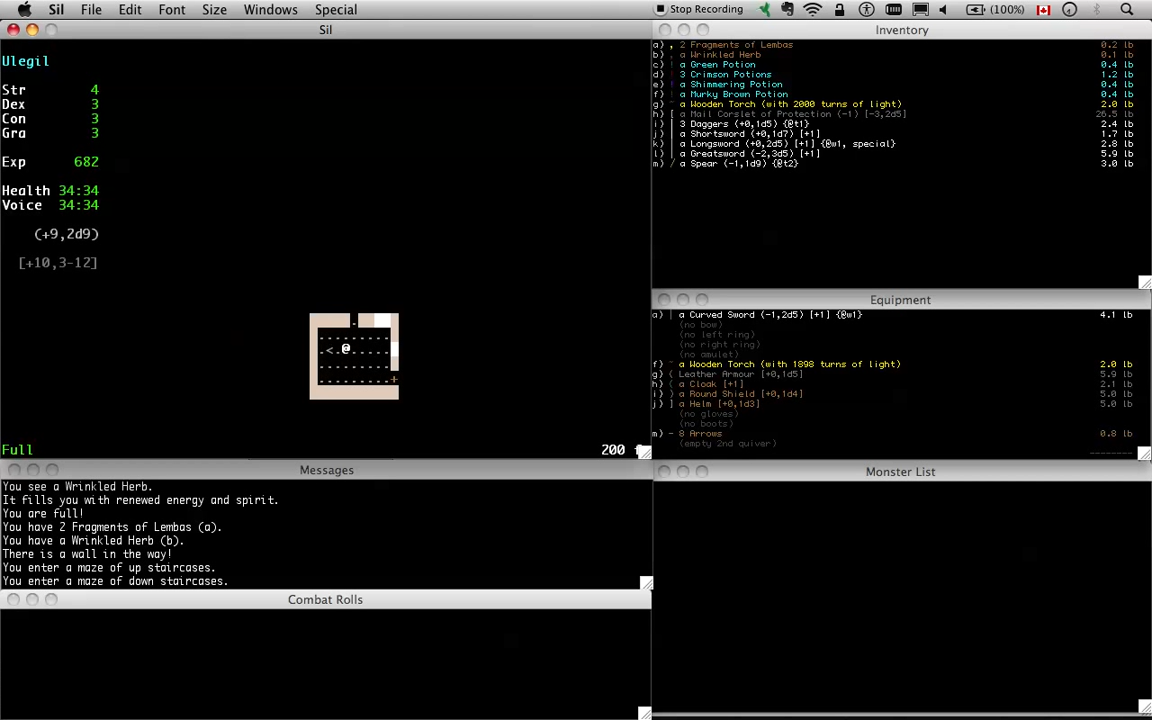 Sil File Edit Font Size Windows Special Stop Recording (100%)
Sil
Ulegil
Str 4
Dex 3
Con 3
Gra 3
Exp 682
Health 34:34
Voice 34:34
(+9,2d9)
[+10,3-12]
<
@
+
Full 200
Inventory
a) , 2 Fragments of Lembas 0.2 lb
b) a Wrinkled Herb 0.1 lb
c) ! a Green Potion 0.4 lb
d) ! 3 Crimson Potions 1.2 lb
e) ! a Shimmering Potion 0.4 lb
f) ! a Murky Brown Potion 0.4 lb
g) ~ a Wooden Torch (with 2000 turns of light) 2.0 lb
h) [ a Mail Corslet of Protection (-1) [-3,2d5] 26.5 lb
i) | 3 Daggers (+0,1d5) {@t1} 2.4 lb
j) | a Shortsword (+0,1d7) [+1] 1.7 lb
k) | a Longsword (+0,2d5) [+1] {@w1, special} 2.8 lb
l) | a Greatsword (-2,3d5) [+1] 5.9 lb
m) / a Spear (-1,1d9) {@t2} 3.0 lb
Equipment
a) | a Curved Sword (-1,2d5) [+1] {@w1} 4.1 lb
(no bow)
(no left ring)
(no right ring)
(no amulet)
f) ~ a Wooden Torch (with 1898 turns of light) 2.0 lb
g) ( Leather Armour [+0,1d5] 5.9 lb
h) ( a Cloak [+1] 2.1 lb
i) ) a Round Shield [+0,1d4] 5.0 lb
j) ] a Helm [+0,1d3] 5.0 lb
(no gloves)
(no boots)
m) - 8 Arrows 0.8 lb
(empty 2nd quiver)
Messages
You see a Wrinkled Herb.
It fills you with renewed energy and spirit.
You are full!
You have 2 Fragments of Lembas (a).
You have a Wrinkled Herb (b).
There is a wall in the way!
You enter a maze of up staircases.
You enter a maze of down staircases.
Monster List
Combat Rolls